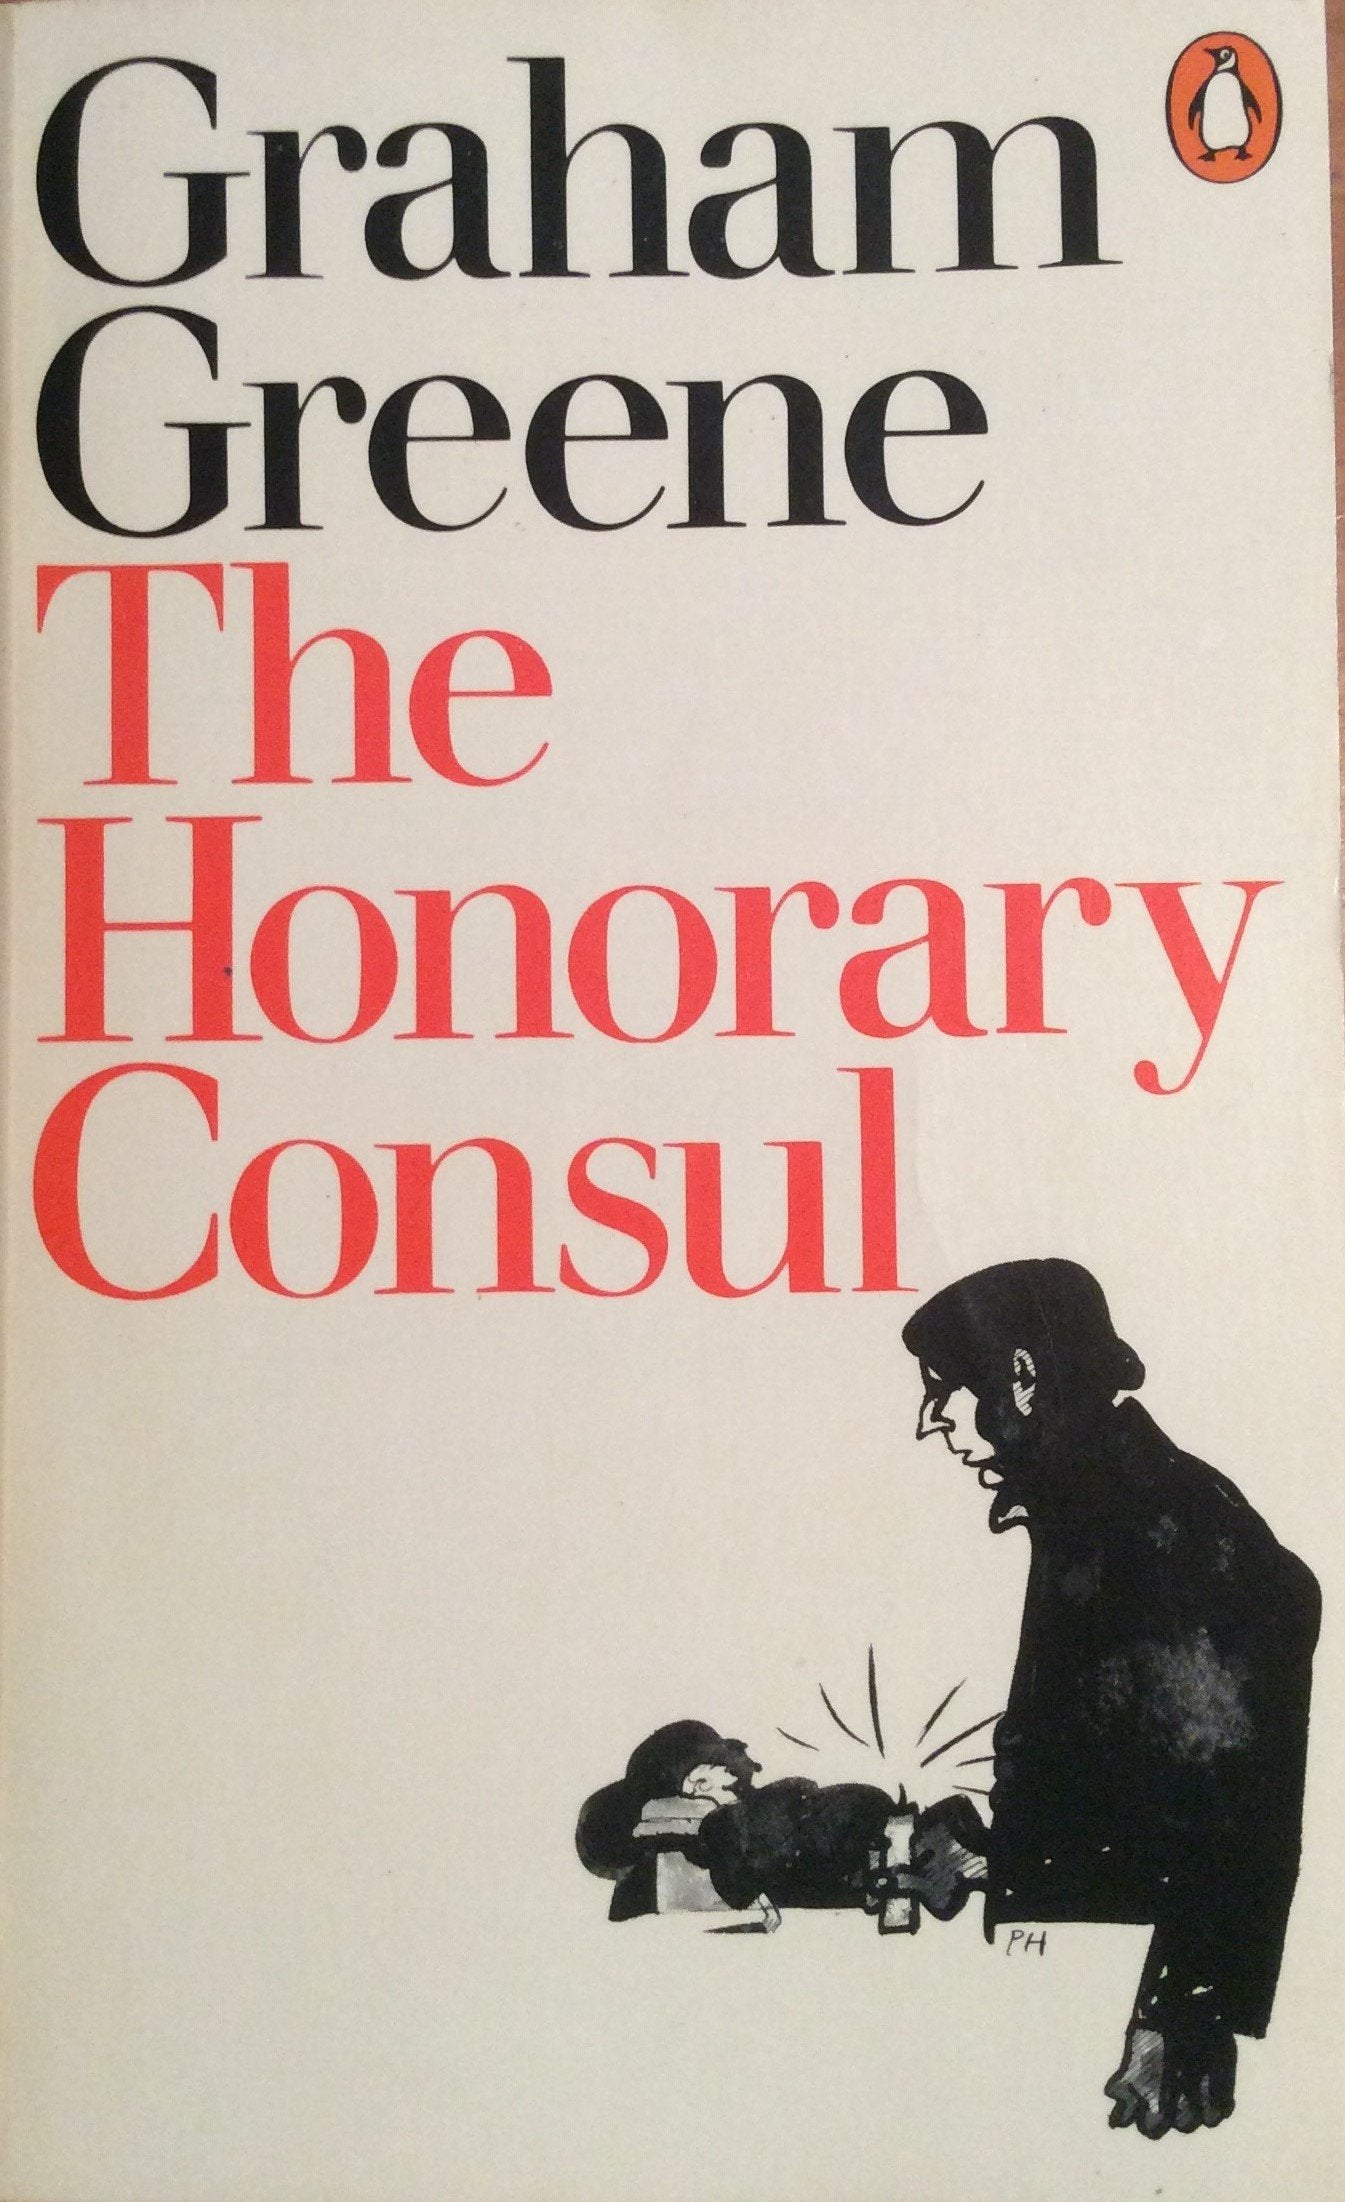 Graham
Greene
The
Honorary
Consul
PH